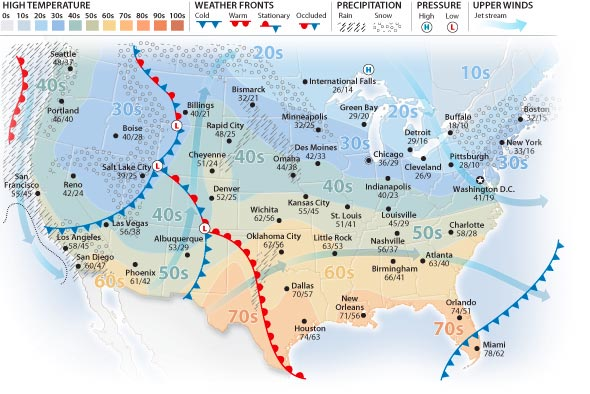 HIGH TEMPERATURE
0s 10s 20s 30s 40s 50s 60s 70s 80s 90s 100s
WEATHER FRONTS
Cold Warm Stationary Occluded
PRECIPITATION
Rain Snow
PRESSURE
High Low
H L
UPPER WINDS
Jet stream
Seattle
48/37
20s
International Falls
26/14
H
10s
40s
Portland
46/40
30s
Billings
40/21
Bismarck
32/21
Minneapolis
32/25
Green Bay
29/20
20s
Buffalo
18/10
Boston
32/15
Boise
40/28
L
Rapid City
48/25
Des Moines
42/33
30s
Detroit
29/16
New York
33/16
Salt Lake City
39/25
L
Cheyenne
51/24
40s
Omaha
44/38
Chicago
36/29
Cleveland
26/9
Pittsburgh
28/10
30s
San Francisco
55/45
Reno
42/24
Denver
52/25
40s
Kansas City
55/45
Indianapolis
40/23
Washington D.C.
41/19
Las Vegas
56/38
40s
Wichita
62/56
St. Louis
51/41
Louisville
45/29
Charlotte
58/28
Los Angeles
58/45
Albuquerque
53/29
L
Oklahoma City
67/56
Little Rock
63/53
Nashville
56/37
50s
San Diego
60/47
60s
Phoenix
61/42
50s
60s
Birmingham
66/41
Atlanta
63/40
Dallas
70/57
70s
New Orleans
71/56
Orlando
74/51
70s
Houston
74/63
Miami
78/62